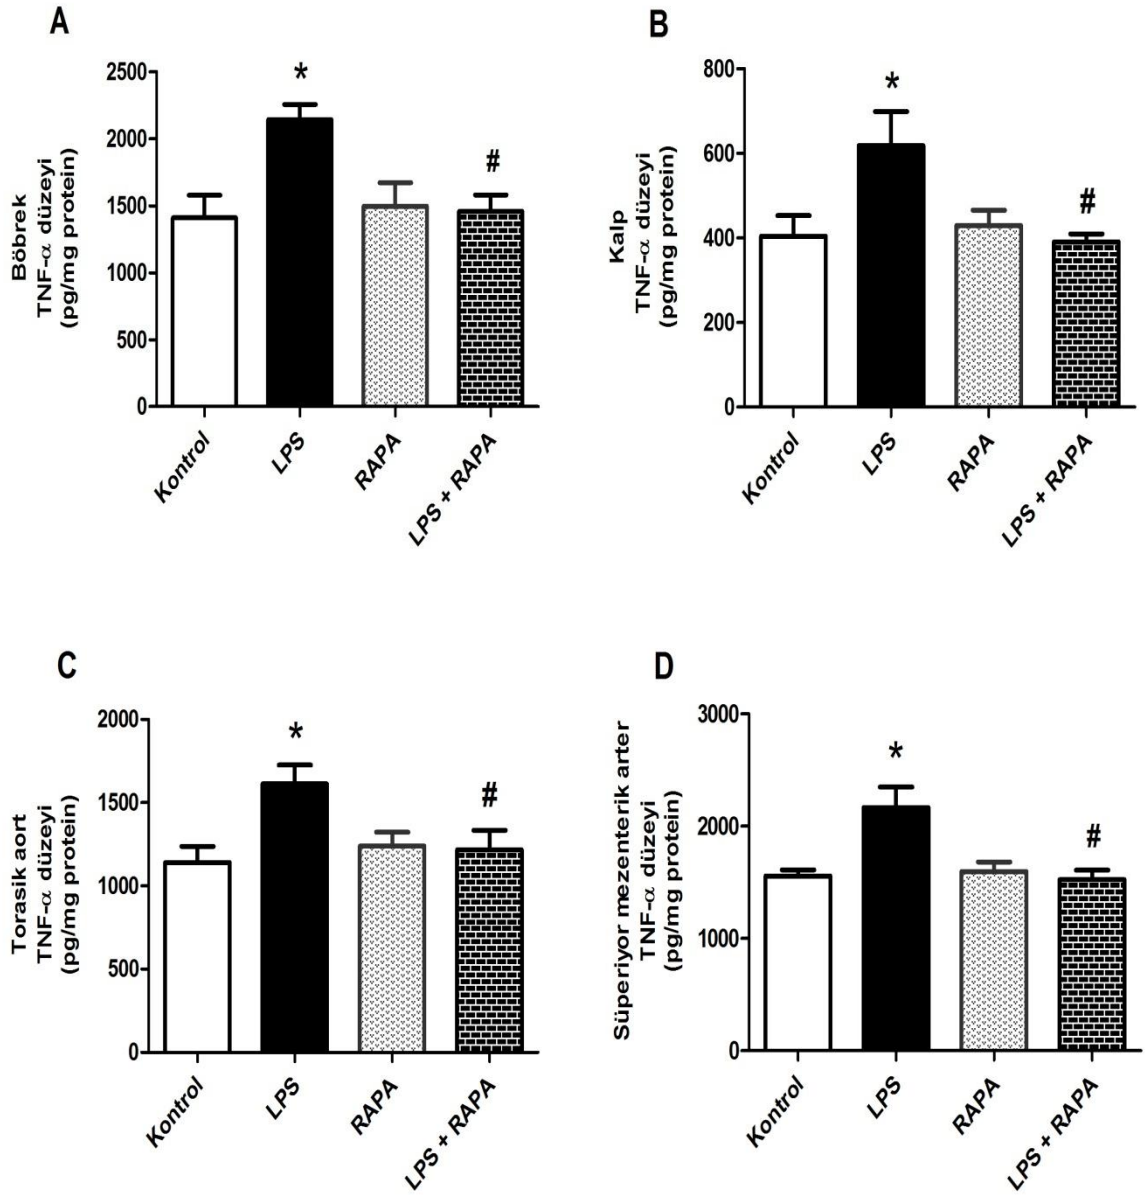 A
Böbrek
TNF-α düzeyi
(pg/mg protein)
2500
2000
1500
1000
500
0
*
#
Kontrol
LPS
RAPA
LPS + RAPA
B
Kalp
TNF-α düzeyi
(pg/mg protein)
800
600
400
200
0
*
#
Kontrol
LPS
RAPA
LPS + RAPA
C
Torasik aort
TNF-α düzeyi
(pg/mg protein)
2000
1500
1000
500
0
*
#
Kontrol
LPS
RAPA
LPS + RAPA
D
Süperiyor mezenterik arter
TNF-α düzeyi
(pg/mg protein)
3000
2000
1000
0
*
#
Kontrol
LPS
RAPA
LPS + RAPA